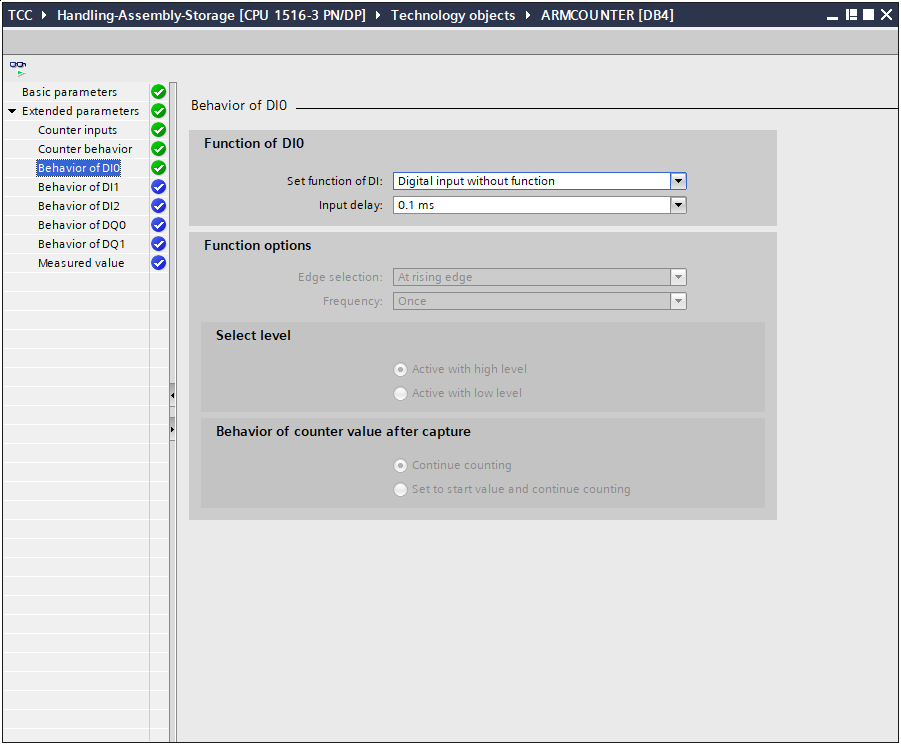 TCC Handling-Assembly-Storage [CPU 1516-3 PN/DP] Technology objects ARMCOUNTER [DB4]
Basic parameters
Extended parameters
Counter inputs
Counter behavior
Behavior of DI0
Behavior of DI1
Behavior of DI2
Behavior of DQ0
Behavior of DQ1
Measured value
Behavior of DI0
Function of DI0
Set function of DI: Digital input without function
Input delay: 0.1 ms
Function options
Edge selection: At rising edge
Frequency: Once
Select level
Active with high level
Active with low level
Behavior of counter value after capture
Continue counting
Set to start value and continue counting